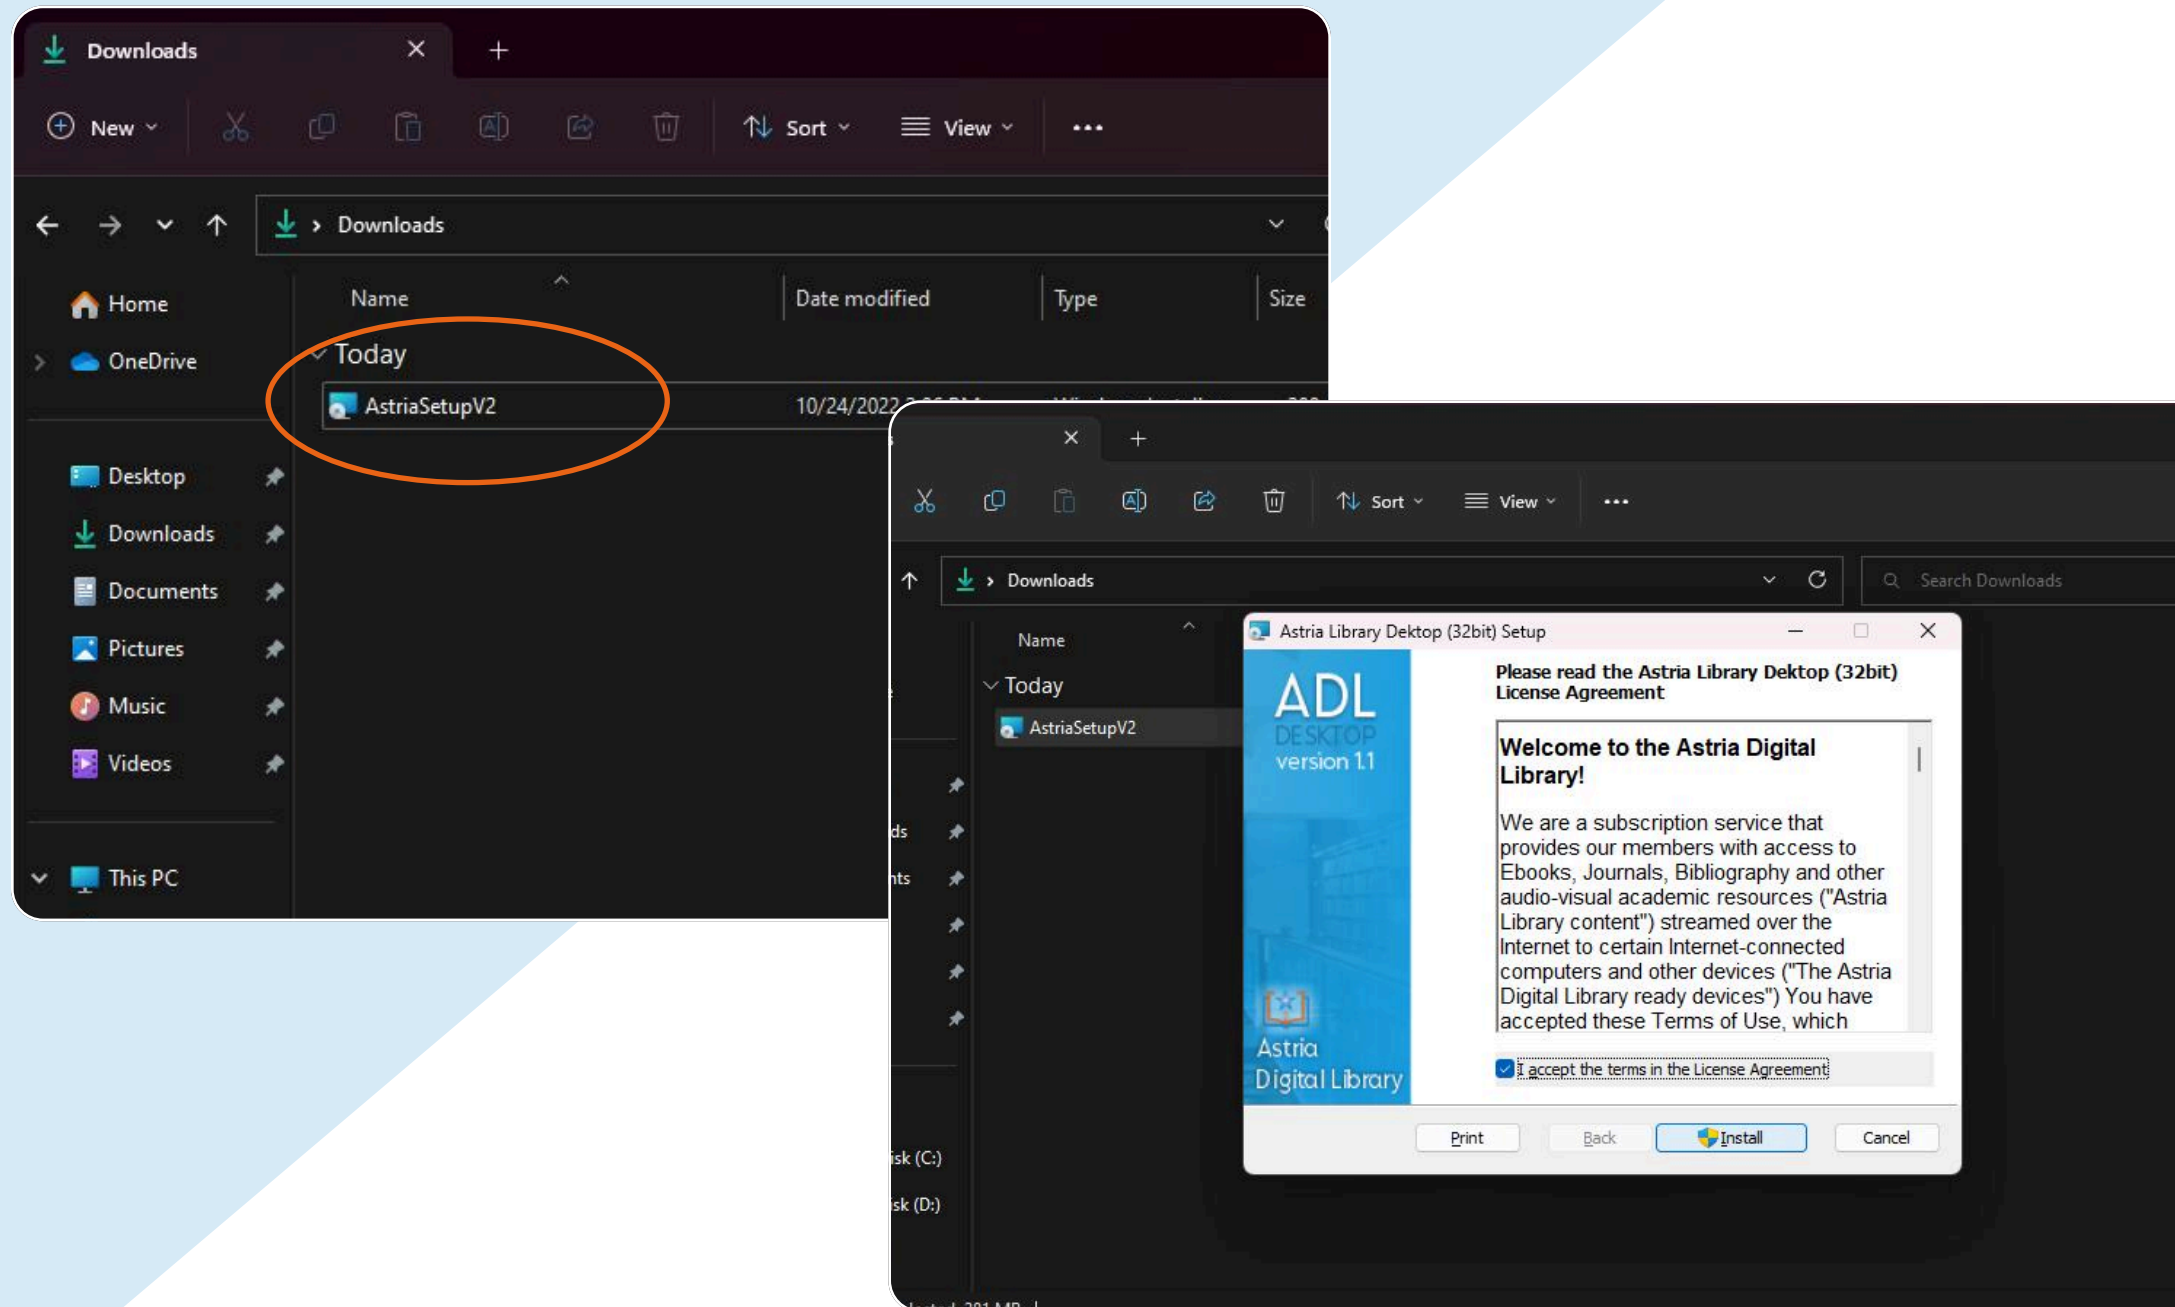 Downloads
New
Sort
View
Downloads
Name
Date modified
Type
Size
Home
Today
OneDrive
AstriaSetupV2
10/24/2022
Desktop
Downloads
Documents
Pictures
Music
Videos
This PC
Sort
View
Downloads
Search Downloads
Name
Today
AstriaSetupV2
(C:)
(D:)
Astria Library Dektop (32bit) Setup
ADL
DESKTOP
version 1.1
Astria
Digital Library
Please read the Astria Library Dektop (32bit)
License Agreement
Welcome to the Astria Digital
Library!
We are a subscription service that
provides our members with access to
Ebooks, Journals, Bibliography and other
audio-visual academic resources ("Astria
Library content") streamed over the
Internet to certain Internet-connected
computers and other devices ("The Astria
Digital Library ready devices") You have
accepted these Terms of Use, which
I accept the terms in the License Agreement
Print
Back
Install
Cancel